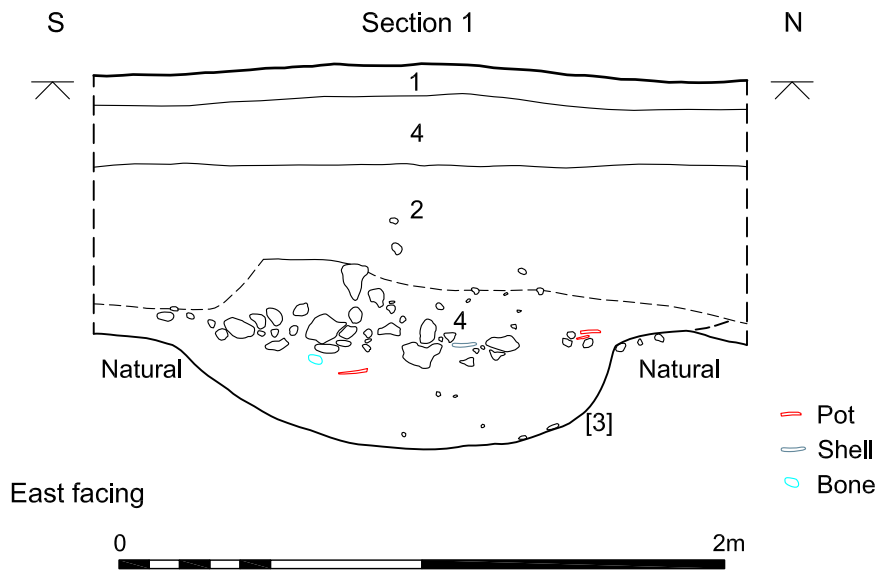 S Section 1 N
1
4
2
4
Natural Natural
[3]
Pot
Shell
Bone
East facing
0 2m